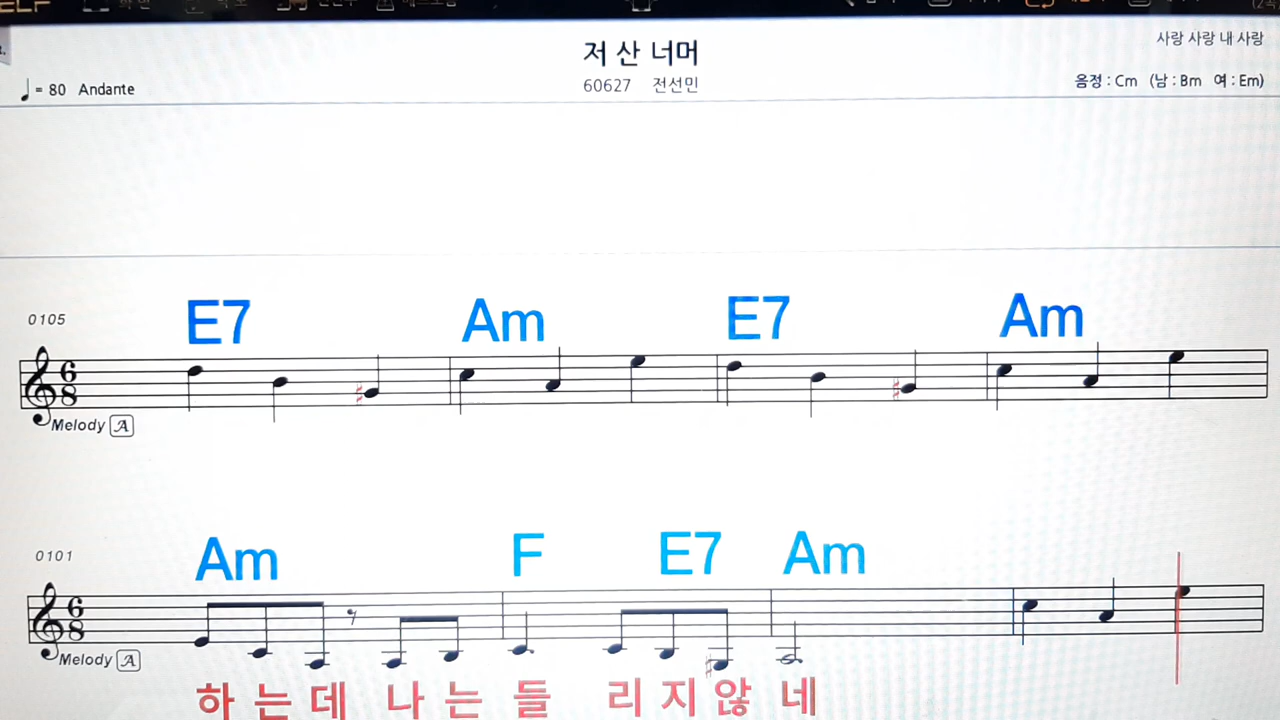 사랑 사랑 내 사랑
저 산 너머
♩ = 80 Andante
60627 전선민
음정 : Cm (남 : Bm 여 : Em)
E7 Am E7 Am
0105
6
8
Melody A
Am F E7 Am
0101
6
8
Melody A
하 는 데 나 는 들 리 지 않 네